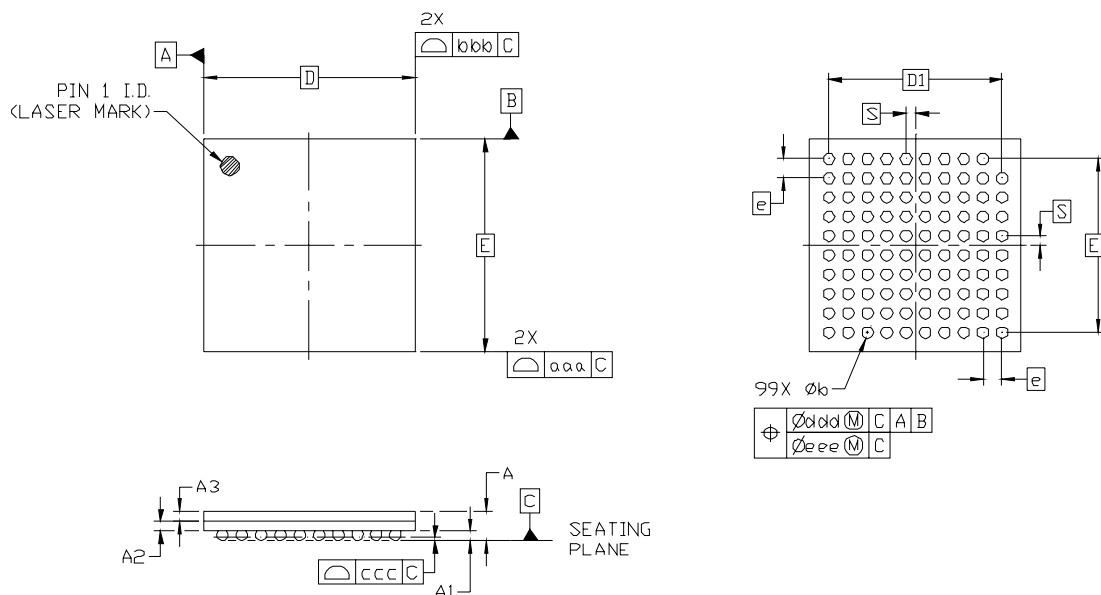 2X
bbb C
A
D
PIN 1 I.D.
(LASER MARK)
B
E
2X
aaa C
D1
S
e
S
E
e
99X Øb
Øddd Ⓜ C A B
Øeee Ⓜ C
A3
A
C
SEATING
PLANE
A2
ccc C
A1